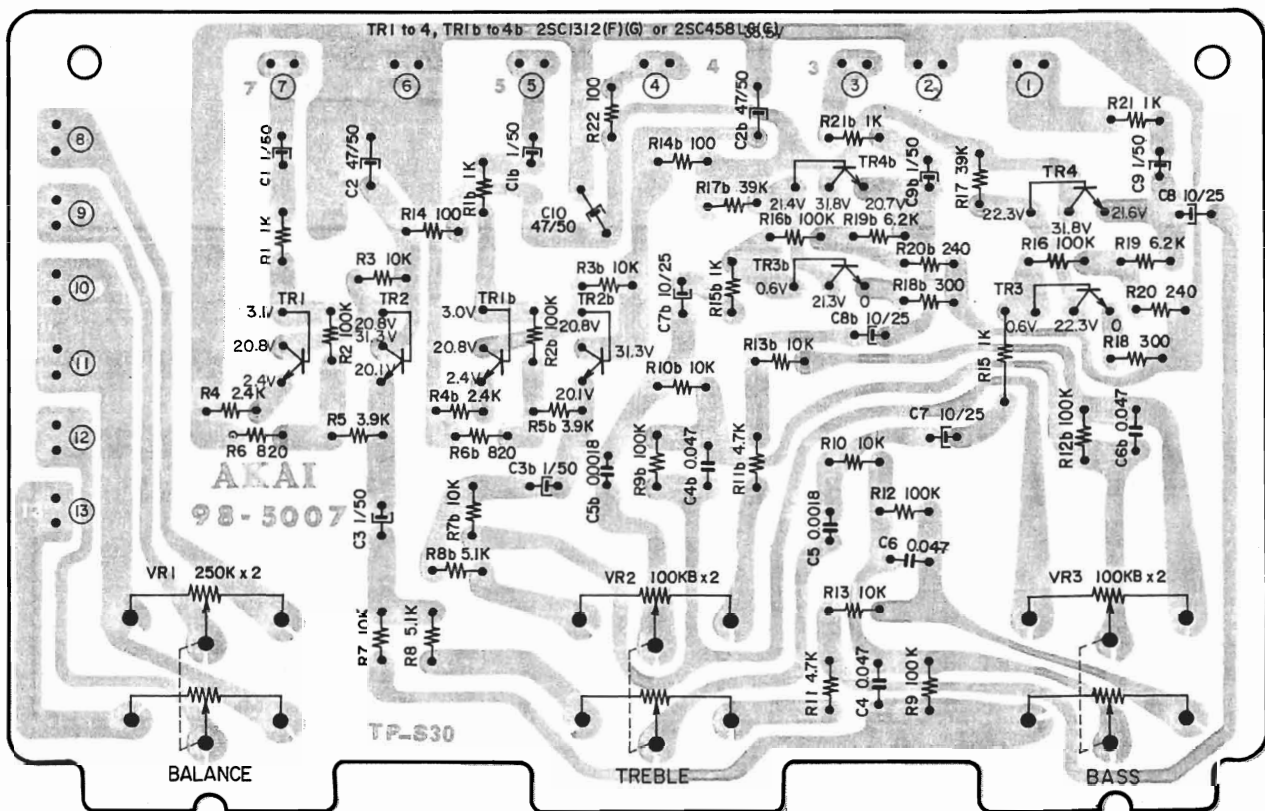 TR1 to 4, TR1b to 4b 2SC1312(F)(G) or 2SC458LG(C)
33.5V
7
7
6
5
5
4
4
3
3
2
2
1
8
9
10
11
12
13
C1 1/50
C2 47/50
R1b 1K
C1b 1/50
R22 100
C2b 47/50
R21b 1K
R21 1K
R14b 100
TR4b
C9b 1/50
R17 39K
TR4
C9 1/50
C8 10/25
R1 1K
R14 100
C10
47/50
R17b 39K
21.4V
31.8V
20.7V
22.3V
31.8V
21.6V
R16b 100K
R19b 6.2K
R16 100K
R19 6.2K
R3 10K
R3b 10K
C7b 10/25
R15b 1K
TR3b
R20b 240
R18b 300
TR3
R20 240
TR1
TR2
TR1b
TR2b
0.6V
21.3V
0
0.6V
22.3V
0
3.1V
R2 100K
20.8V
31.3V
3.0V
R2b 100K
20.8V
C8b 10/25
R15 1K
R18 300
20.8V
20.1V
20.8V
31.3V
R13b 10K
2.4V
2.4V
20.1V
R10b 10K
R4 2.4K
R4b 2.4K
R5 3.9K
R5b 3.9K
C7 10/25
R12b 100K
C6b 0.047
R6 820
R6b 820
C3b 1/50
C5b 0.0018
R9b 100K
C4b 0.047
R11b 4.7K
R10 10K
AKAI
98-5007
C3 1/50
R7b 10K
R12 100K
C5 0.0018
C6 0.047
R8b 5.1K
VR1 250K x 2
VR2 100KB x 2
VR3 100KB x 2
R13 10K
R7 10K
R8 5.1K
R11 4.7K
C4 0.047
R9 100K
TP-S30
BALANCE
TREBLE
BASS